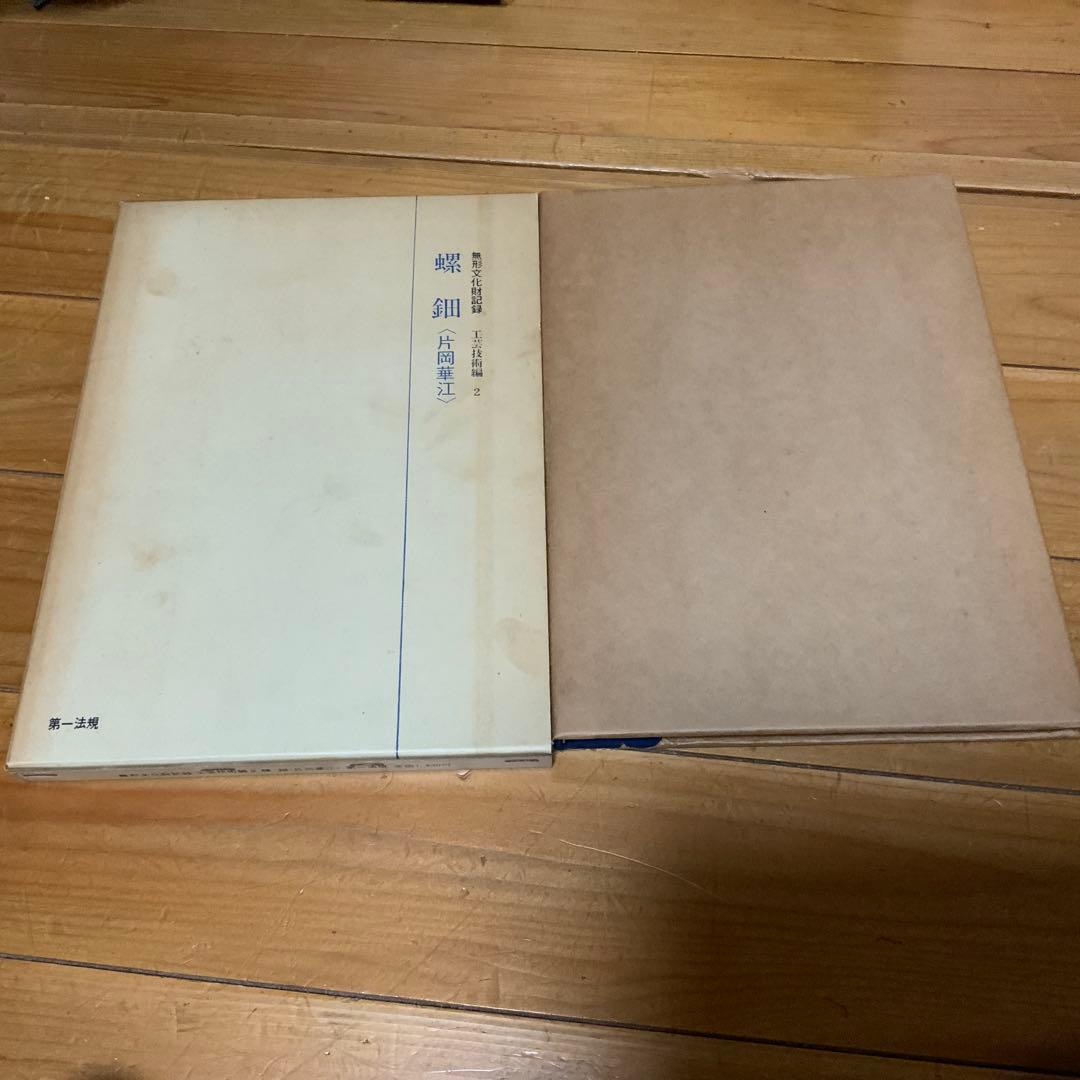 無形文化財記録 工芸技術編 2
螺鈿〈片岡華江〉
第一法規